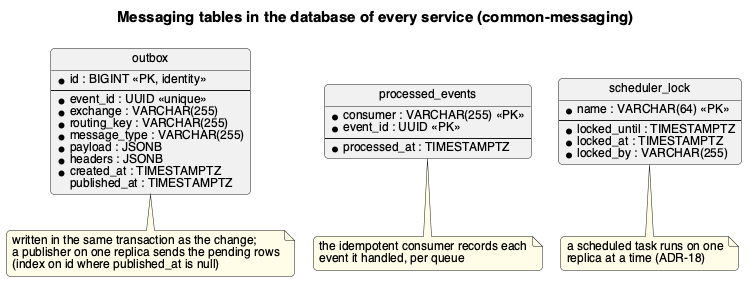 Messaging tables in the database of every service (common-messaging)
outbox
id : BIGINT «PK, identity»
event_id : UUID «unique»
exchange : VARCHAR(255)
routing_key : VARCHAR(255)
message_type : VARCHAR(255)
payload : JSONB
headers : JSONB
created_at : TIMESTAMPTZ
published_at : TIMESTAMPTZ
written in the same transaction as the change;
a publisher on one replica sends the pending rows
(index on id where published_at is null)
processed_events
consumer : VARCHAR(255) «PK»
event_id : UUID «PK»
processed_at : TIMESTAMPTZ
the idempotent consumer records each
event it handled, per queue
scheduler_lock
name : VARCHAR(64) «PK»
locked_until : TIMESTAMPTZ
locked_at : TIMESTAMPTZ
locked_by : VARCHAR(255)
a scheduled task runs on one
replica at a time (ADR-18)